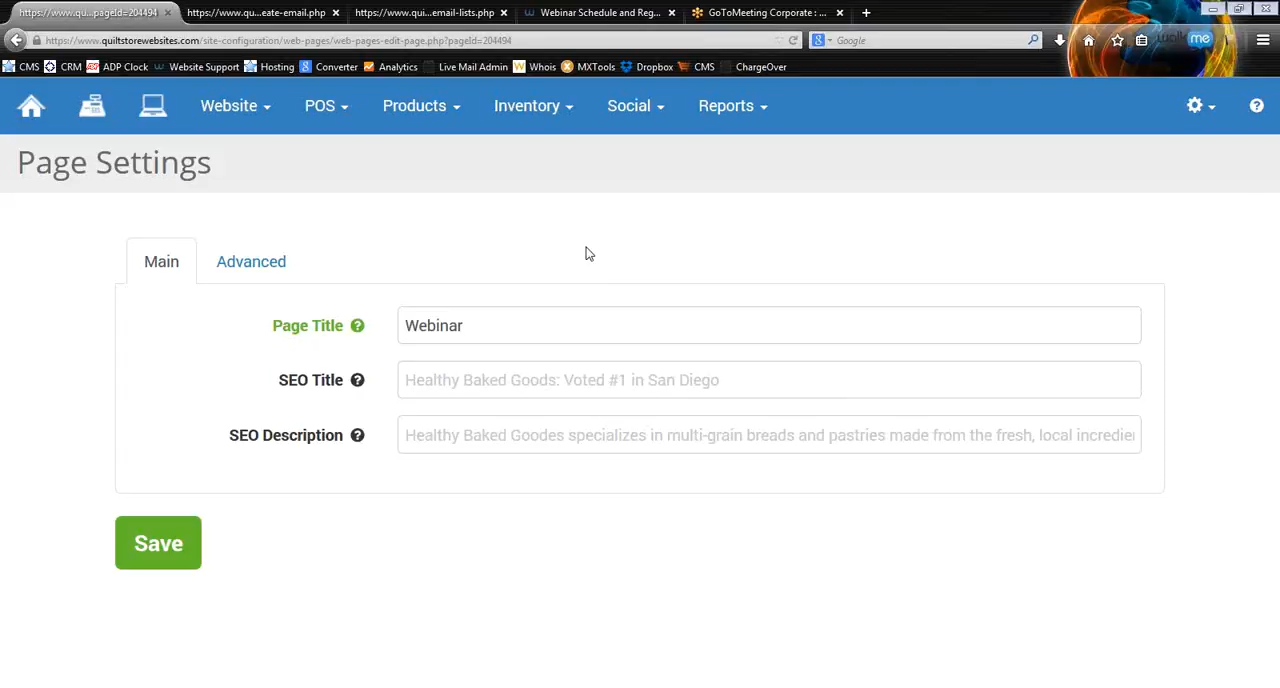 https://www.qu...pageId=204494 × https://www.qu...eate-email.php × https://www.qui...email-lists.php × W Webinar Schedule and Reg... × GoToMeeting Corporate : ... × +
https://www.quiltstorewebsites.com/site-configuration/web-pages/web-pages-edit-page.php?pageId=204494 Google me
CMS CRM ADP Clock Website Support Hosting Converter Analytics Live Mail Admin Whois MXTools Dropbox CMS ChargeOver
Website POS Products Inventory Social Reports
Page Settings
Main Advanced
Page Title ? Webinar
SEO Title ? Healthy Baked Goods: Voted #1 in San Diego
SEO Description ? Healthy Baked Goodes specializes in multi-grain breads and pastries made from the fresh, local incredien
Save